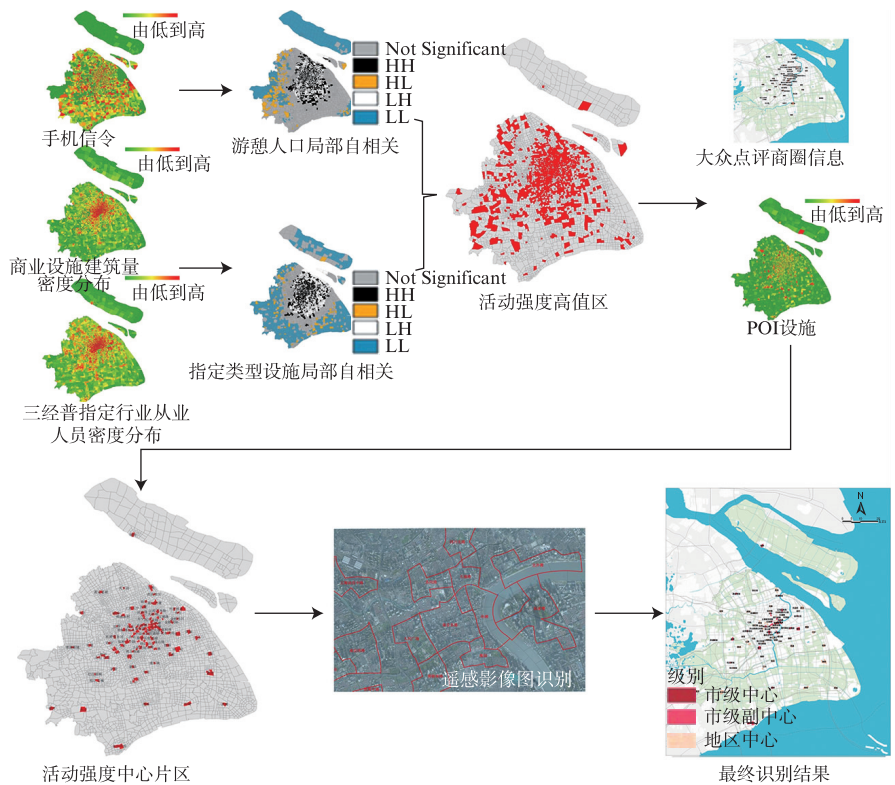 由低到高
手机信令
Not Significant
HH
HL
LH
LL
游憩人口局部自相关
由低到高
商业设施建筑量
密度分布
由低到高
三经普指定行业从业
人员密度分布
Not Significant
HH
HL
LH
LL
指定类型设施局部自相关
活动强度高值区
大众点评商圈信息
由低到高
POI设施
活动强度中心片区
遥感影像图识别
N
级别
市级中心
市级副中心
地区中心
最终识别结果